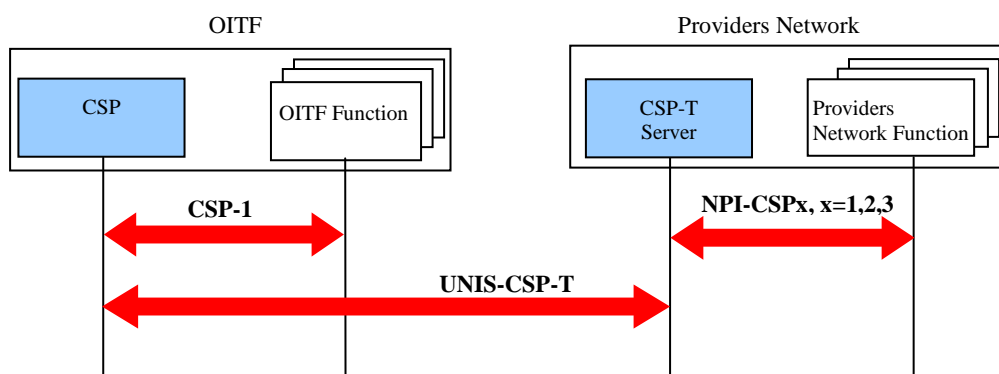 OITF
Providers Network
CSP
OITF Function
CSP-T
Server
Providers
Network Function
CSP-1
NPI-CSPx, x=1,2,3
UNIS-CSP-T